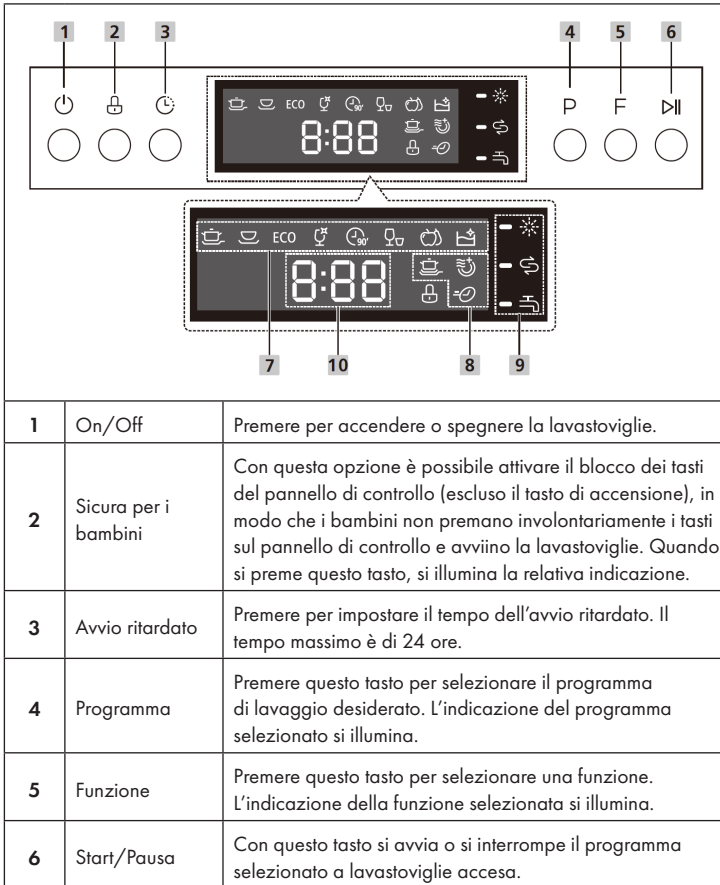 1 2 3 4 5 6
P F
ECO 90'
8:88
ECO 90'
8:88
7 10 8 9
1 On/Off Premere per accendere o spegnere la lavastoviglie.
2 Sicura per i bambini Con questa opzione è possibile attivare il blocco dei tasti
del pannello di controllo (escluso il tasto di accensione), in
modo che i bambini non premano involontariamente i tasti
sul pannello di controllo e avviino la lavastoviglie. Quando
si preme questo tasto, si illumina la relativa indicazione.
3 Avvio ritardato Premere per impostare il tempo dell’avvio ritardato. Il
tempo massimo è di 24 ore.
4 Programma Premere questo tasto per selezionare il programma
di lavaggio desiderato. L’indicazione del programma
selezionato si illumina.
5 Funzione Premere questo tasto per selezionare una funzione.
L’indicazione della funzione selezionata si illumina.
6 Start/Pausa Con questo tasto si avvia o si interrompe il programma
selezionato a lavastoviglie accesa.